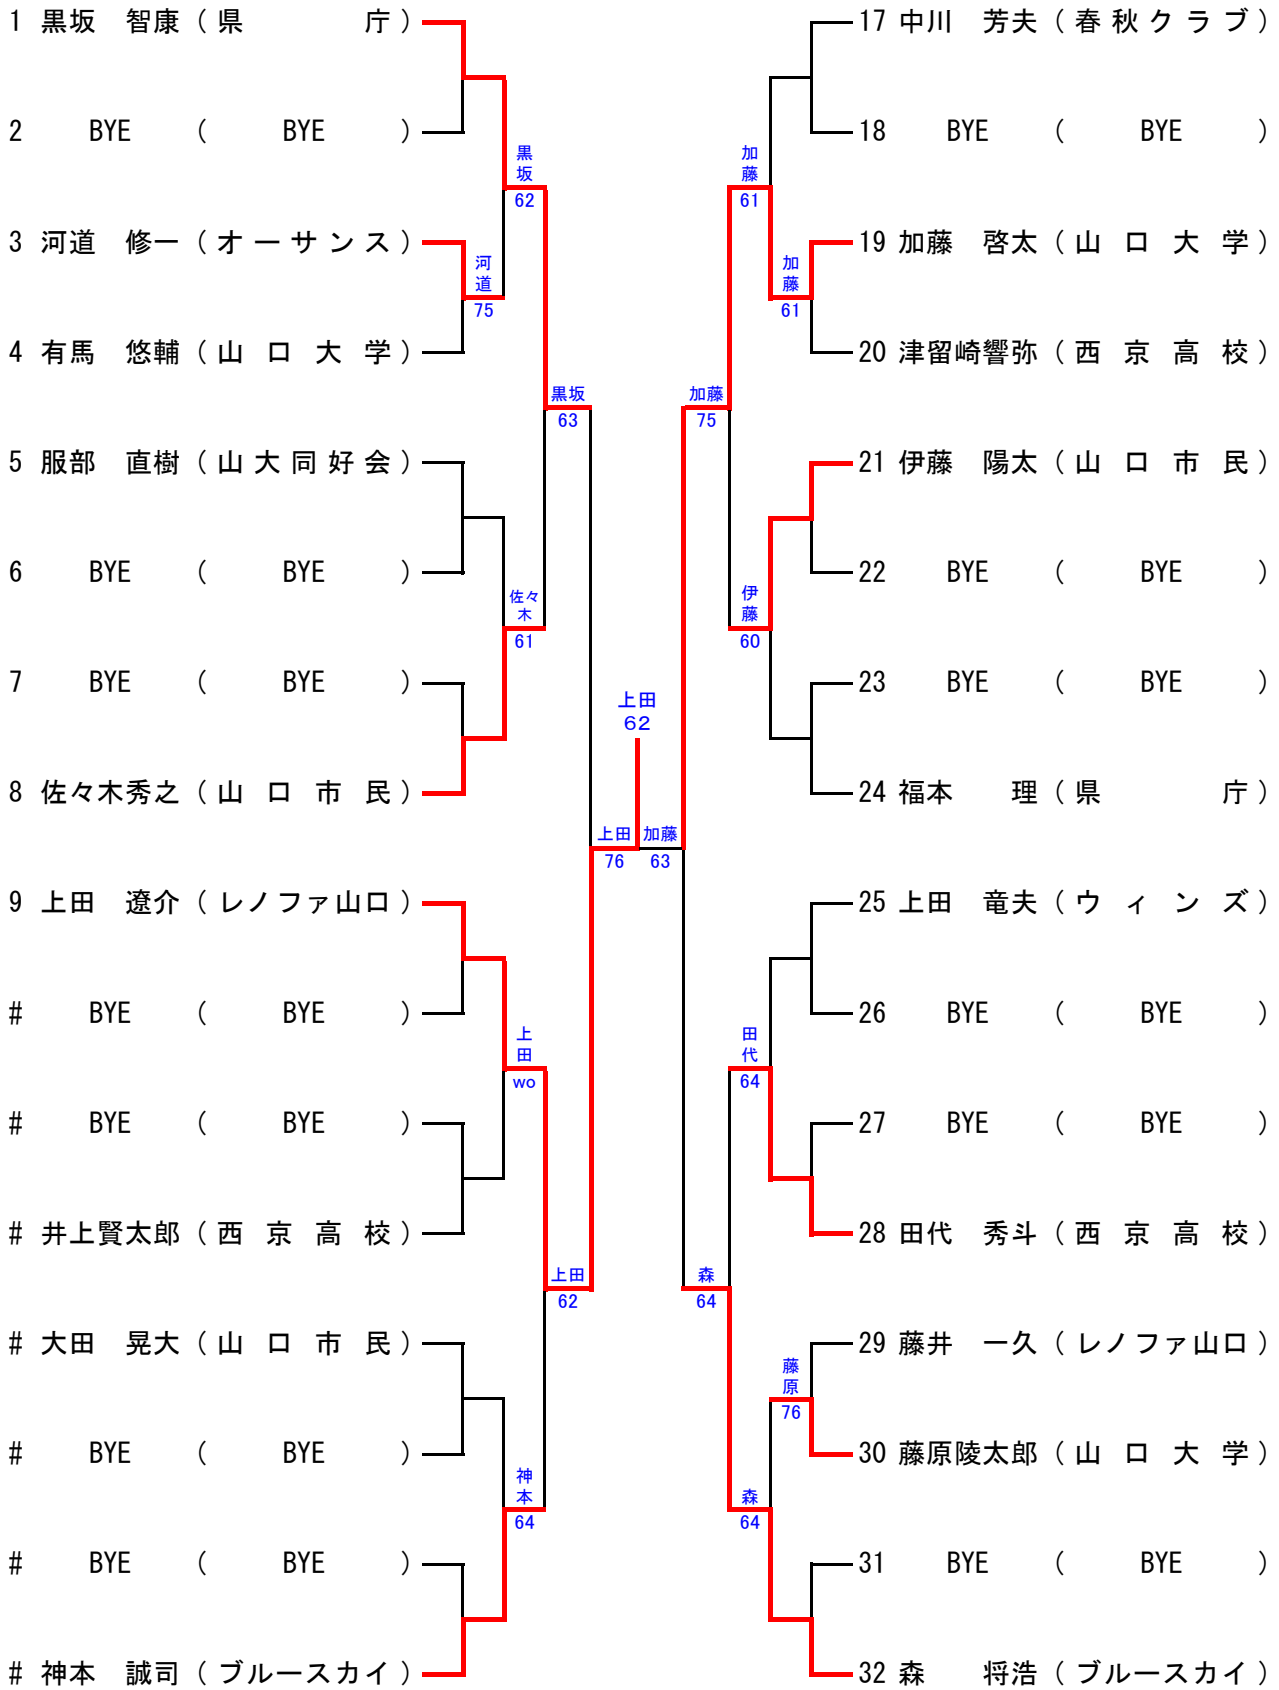 1 黒坂 智康 ( 県 庁 )
2 BYE ( BYE )
黒坂
62
3 河道 修一 ( オーサンス )
河道
75
4 有馬 悠輔 ( 山口大学 )
黒坂
63
5 服部 直樹 ( 山大同好会 )
6 BYE ( BYE )
佐々木
61
7 BYE ( BYE )
8 佐々木秀之 ( 山口市民 )
上田
62
上田
76
加藤
63
9 上田 遼介 ( レノファ山口 )
# BYE ( BYE )
上田
wo
# BYE ( BYE )
# 井上賢太郎 ( 西京高校 )
上田
62
# 大田 晃大 ( 山口市民 )
# BYE ( BYE )
神本
64
# BYE ( BYE )
# 神本 誠司 ( ブルースカイ )
17 中川 芳夫 ( 春秋クラブ )
18 BYE ( BYE )
加藤
61
19 加藤 啓太 ( 山口大学 )
加藤
61
20 津留崎響弥 ( 西京高校 )
加藤
75
21 伊藤 陽太 ( 山口市民 )
22 BYE ( BYE )
伊藤
60
23 BYE ( BYE )
24 福本 理 ( 県 庁 )
25 上田 竜夫 ( ウィンズ )
26 BYE ( BYE )
田代
64
27 BYE ( BYE )
28 田代 秀斗 ( 西京高校 )
森
64
29 藤井 一久 ( レノファ山口 )
藤原
76
30 藤原陵太郎 ( 山口大学 )
森
64
31 BYE ( BYE )
32 森 将浩 ( ブルースカイ )